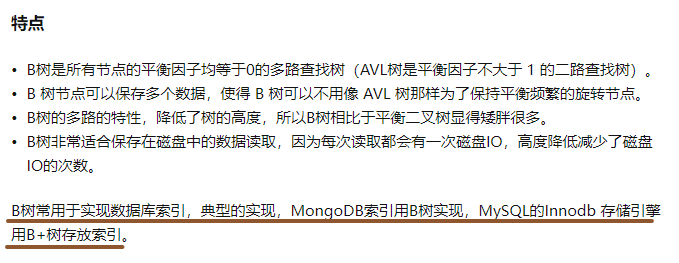 特点
• B树是所有节点的平衡因子均等于0的多路查找树（AVL树是平衡因子不大于 1 的二路查找树）。
• B 树节点可以保存多个数据，使得 B 树可以不用像 AVL 树那样为了保持平衡频繁的旋转节点。
• B树的多路的特性，降低了树的高度，所以B树相比于平衡二叉树显得矮胖很多。
• B树非常适合保存在磁盘中的数据读取，因为每次读取都会有一次磁盘IO，高度降低减少了磁盘
IO的次数。
B树常用于实现数据库索引，典型的实现，MongoDB索引用B树实现，MySQL的Innodb 存储引擎
用B+树存放索引。